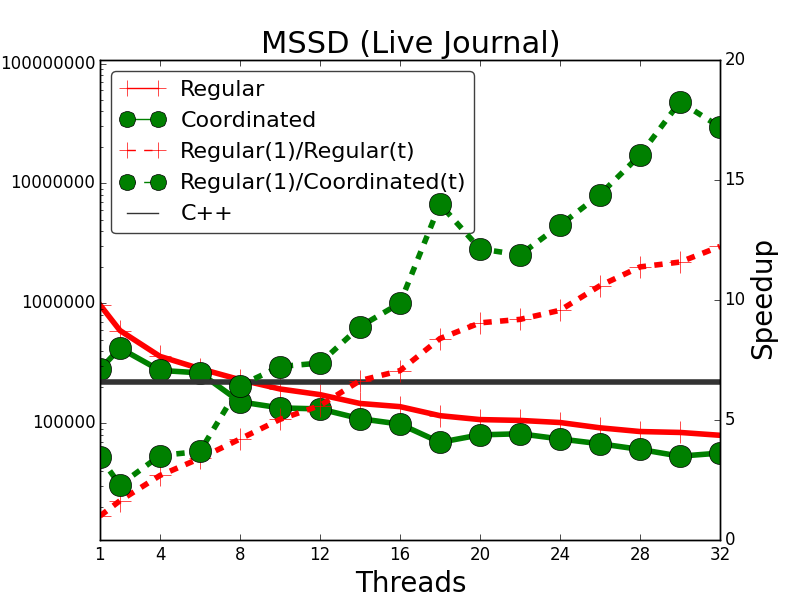 MSSD (Live Journal)
100000000
10000000
1000000
100000
Regular
Coordinated
Regular(1)/Regular(t)
Regular(1)/Coordinated(t)
C++
20
15
10
5
0
Speedup
1 4 8 12 16 20 24 28 32
Threads